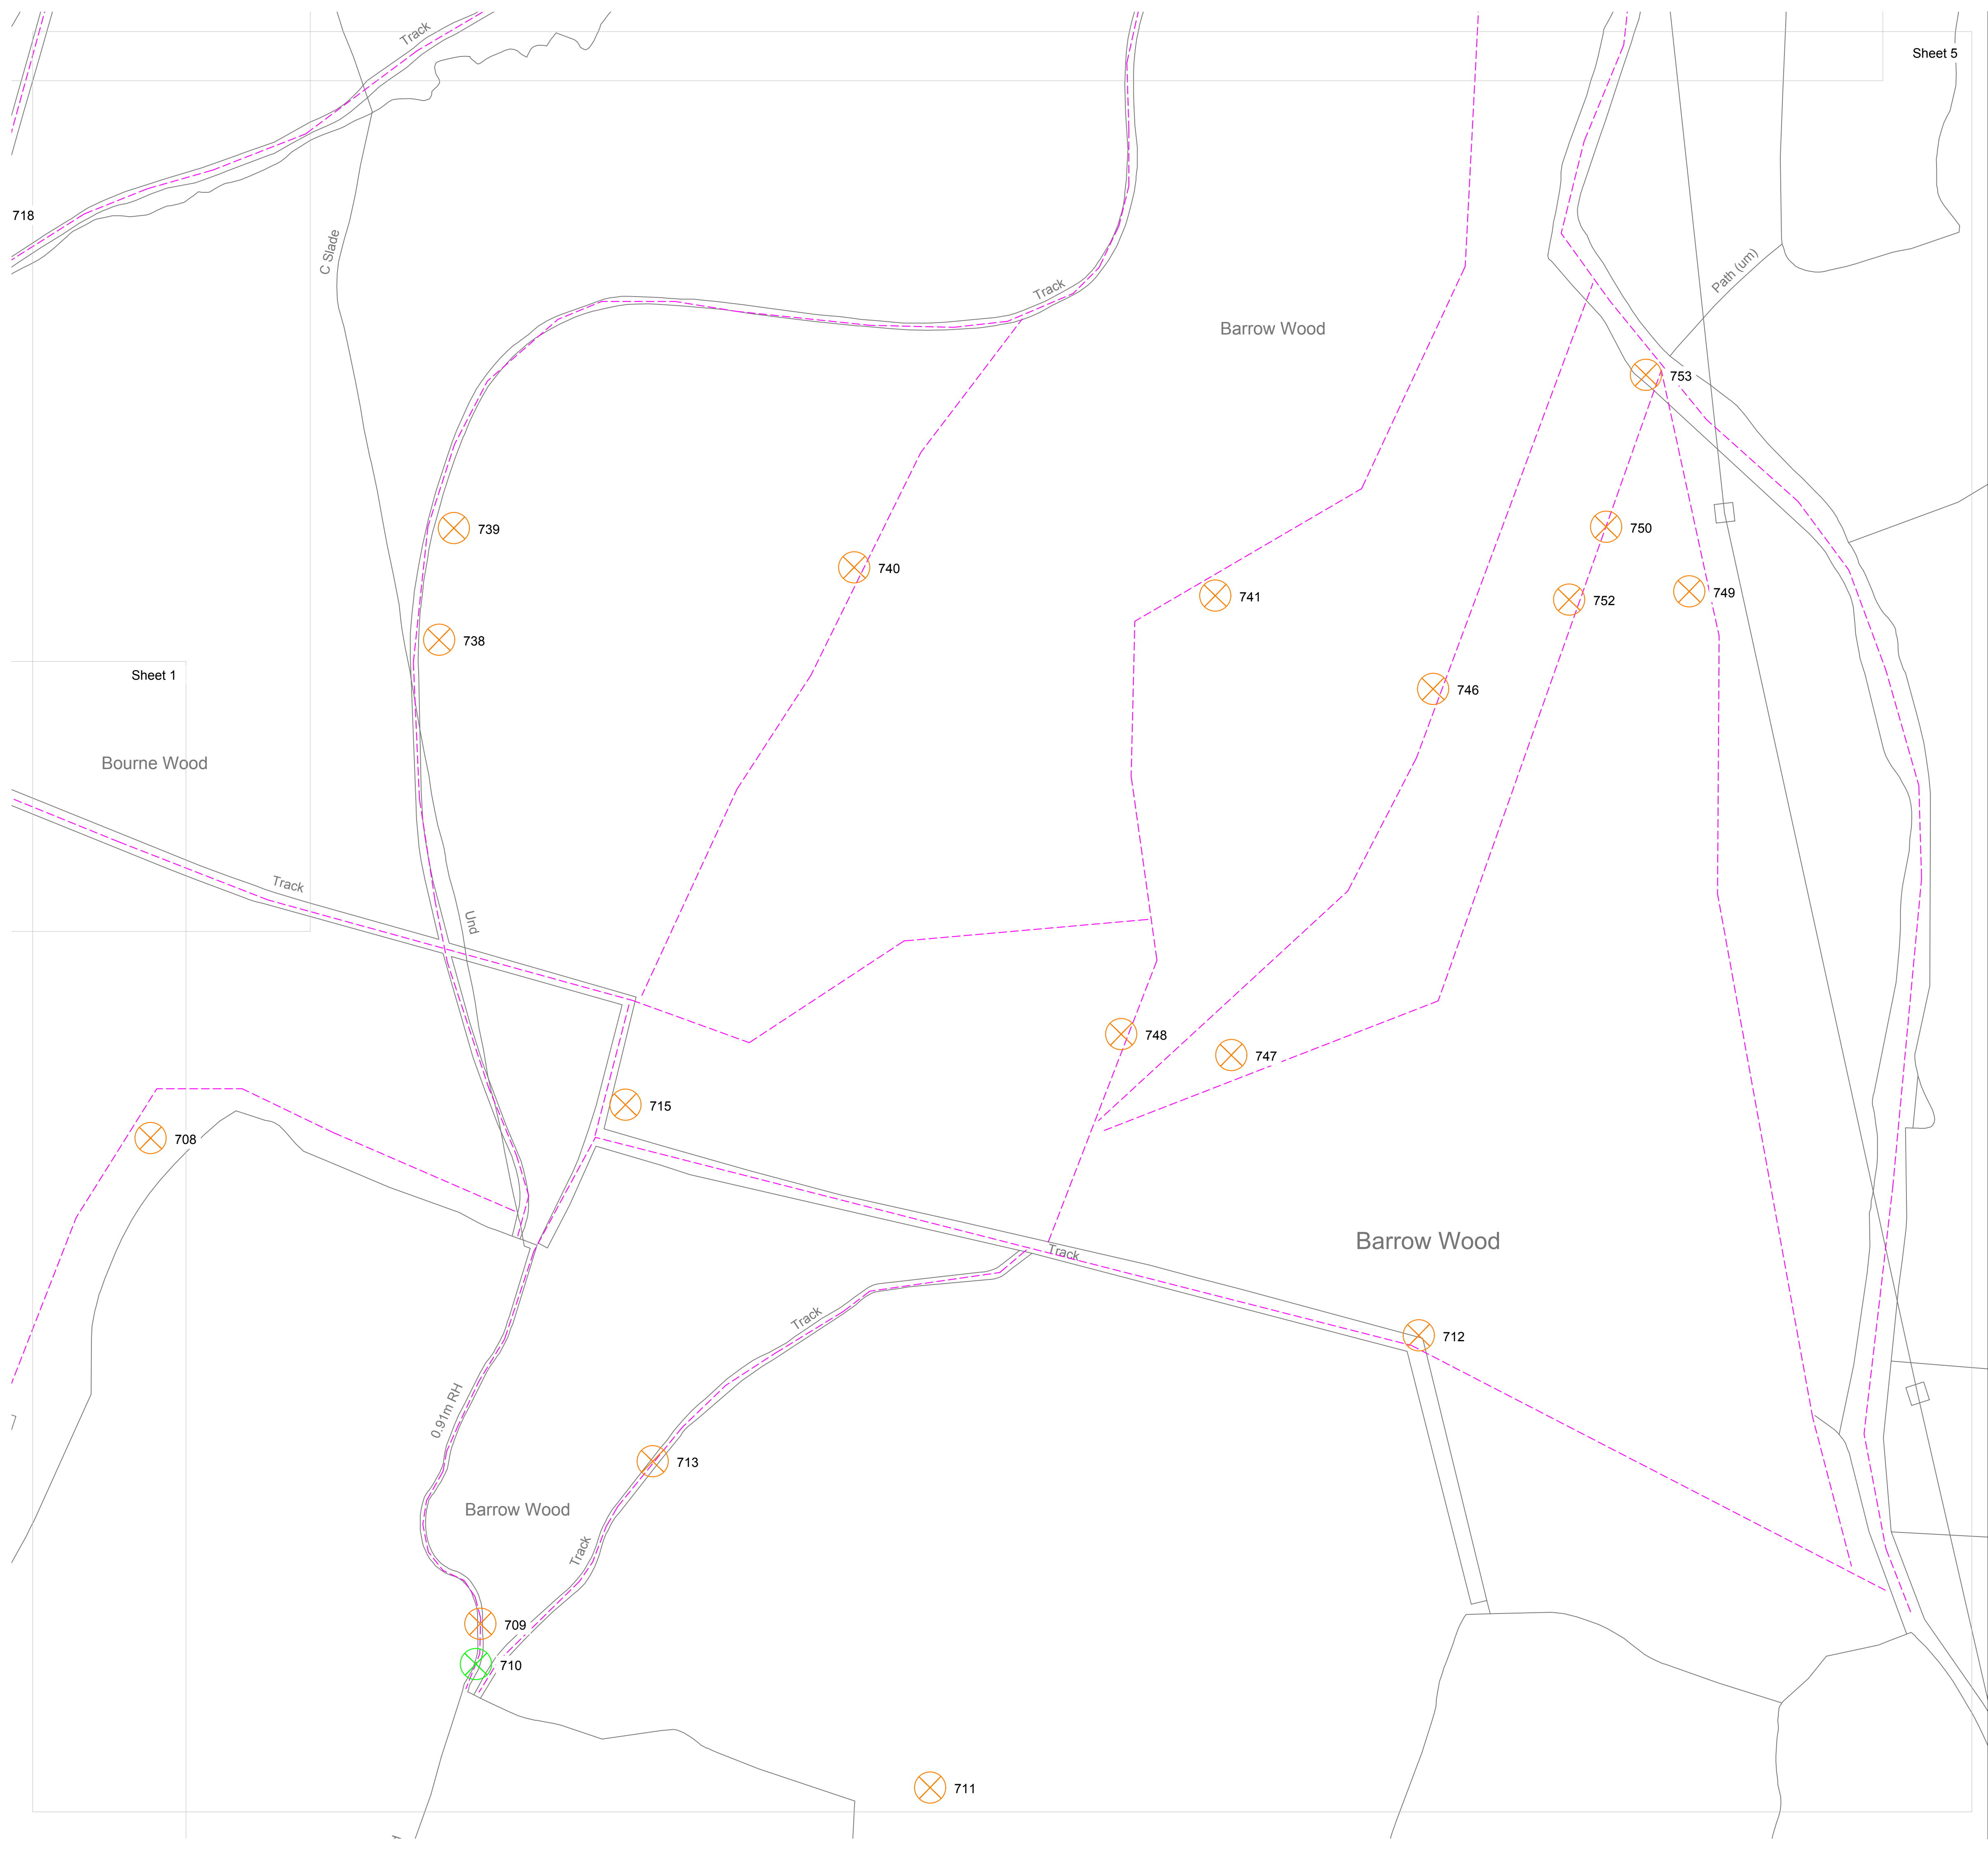 Track
Sheet 5
718
C Slade
Path (um)
Track
Barrow Wood
753
739
750
740
741
752
749
738
Sheet 1
746
Bourne Wood
Track
Und
748
747
715
708
Barrow Wood
Track
Track
712
0.91m RH
713
Barrow Wood
Track
709
710
711